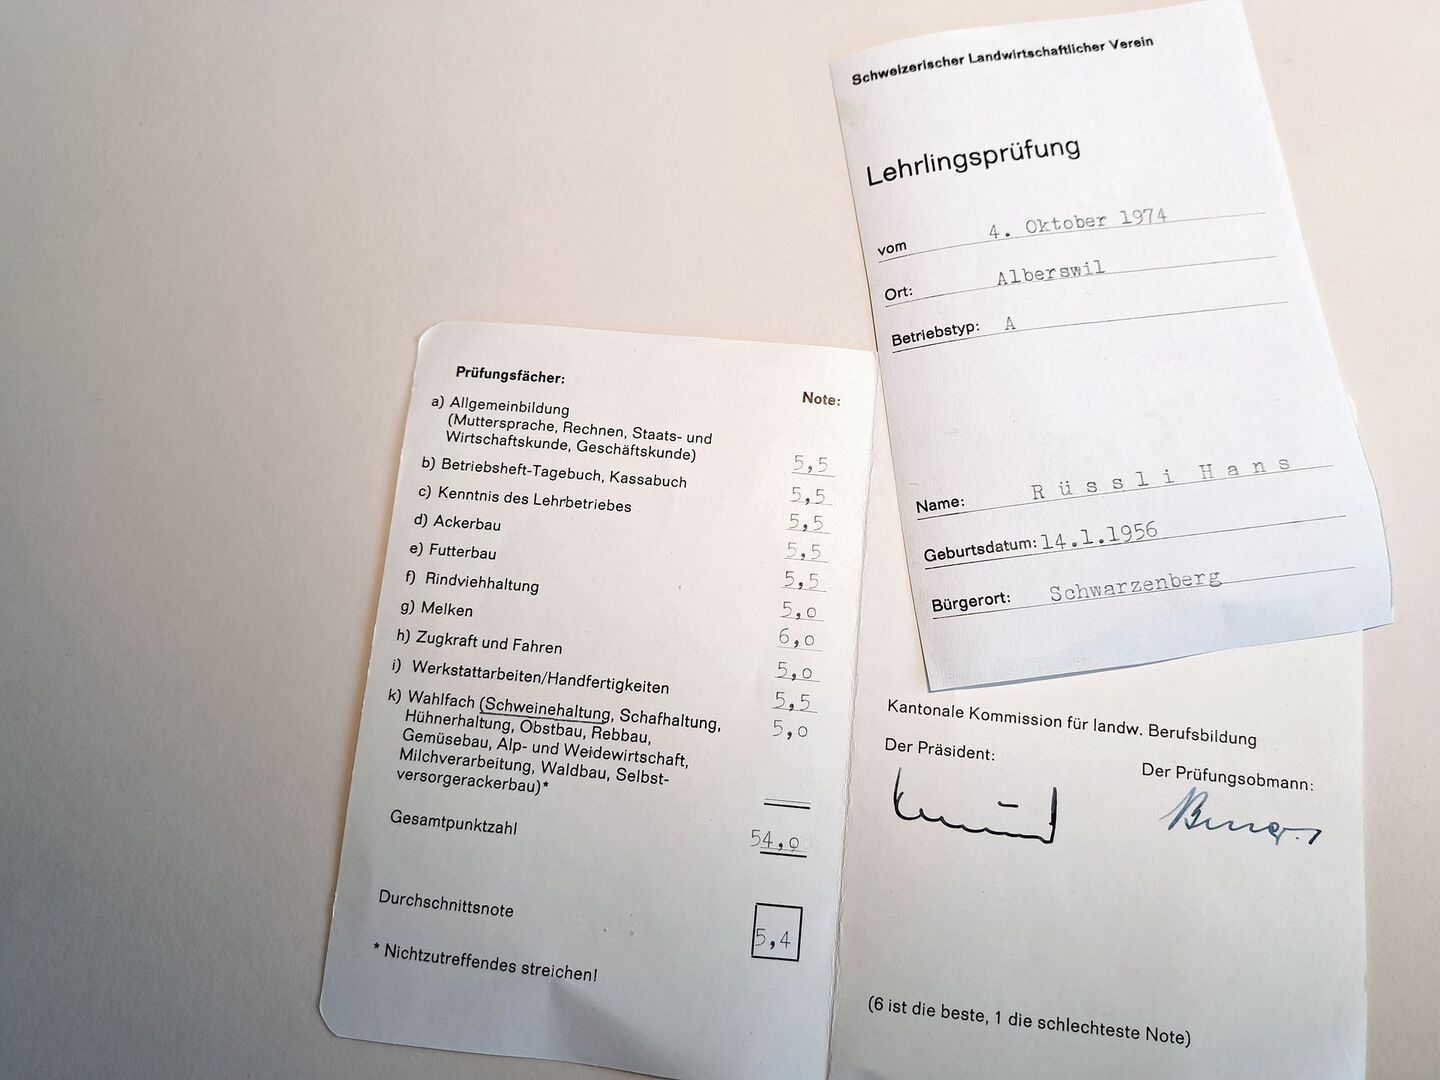 Schweizerischer Landwirtschaftlicher Verein
Lehrlingsprüfung
vom 4. Oktober 1974
Ort: Alberswil
Betriebstyp: A
Name: Rüssli Hans
Geburtsdatum: 14.1.1956
Bürgerort: Schwarzenberg
Prüfungsfächer: Note:
a) Allgemeinbildung
(Muttersprache, Rechnen, Staats- und
Wirtschaftskunde, Geschäftskunde) 5,5
b) Betriebsheft-Tagebuch, Kassabuch 5,5
c) Kenntnis des Lehrbetriebes 5,5
d) Ackerbau 5,5
e) Futterbau 5,5
f) Rindviehhaltung 5,0
g) Melken 6,0
h) Zugkraft und Fahren 5,0
i) Werkstattarbeiten/Handfertigkeiten 5,5
k) Wahlfach (Schweinehaltung, Schafhaltung, 5,0
Hühnerhaltung, Obstbau, Rebbau,
Gemüsebau, Alp- und Weidewirtschaft,
Milchverarbeitung, Waldbau, Selbst-
versorgerackerbau)*
Gesamtpunktzahl 54,0
Durchschnittsnote 5,4
* Nichtzutreffendes streichen!
Kantonale Kommission für landw. Berufsbildung
Der Präsident: Der Prüfungsobmann:
(6 ist die beste, 1 die schlechteste Note)